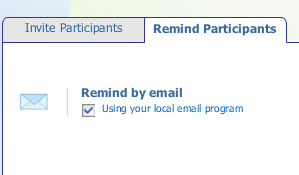 Invite Participants
Remind Participants
Remind by email
Using your local email program